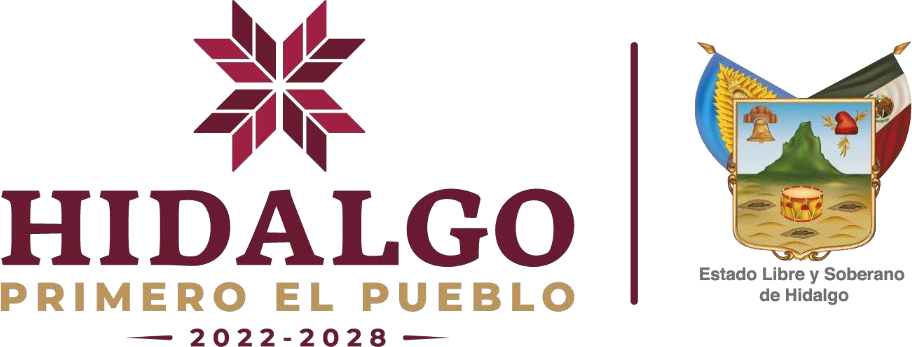 HIDALGO
PRIMERO EL PUEBLO
2022-2028
Estado Libre y Soberano
de Hidalgo